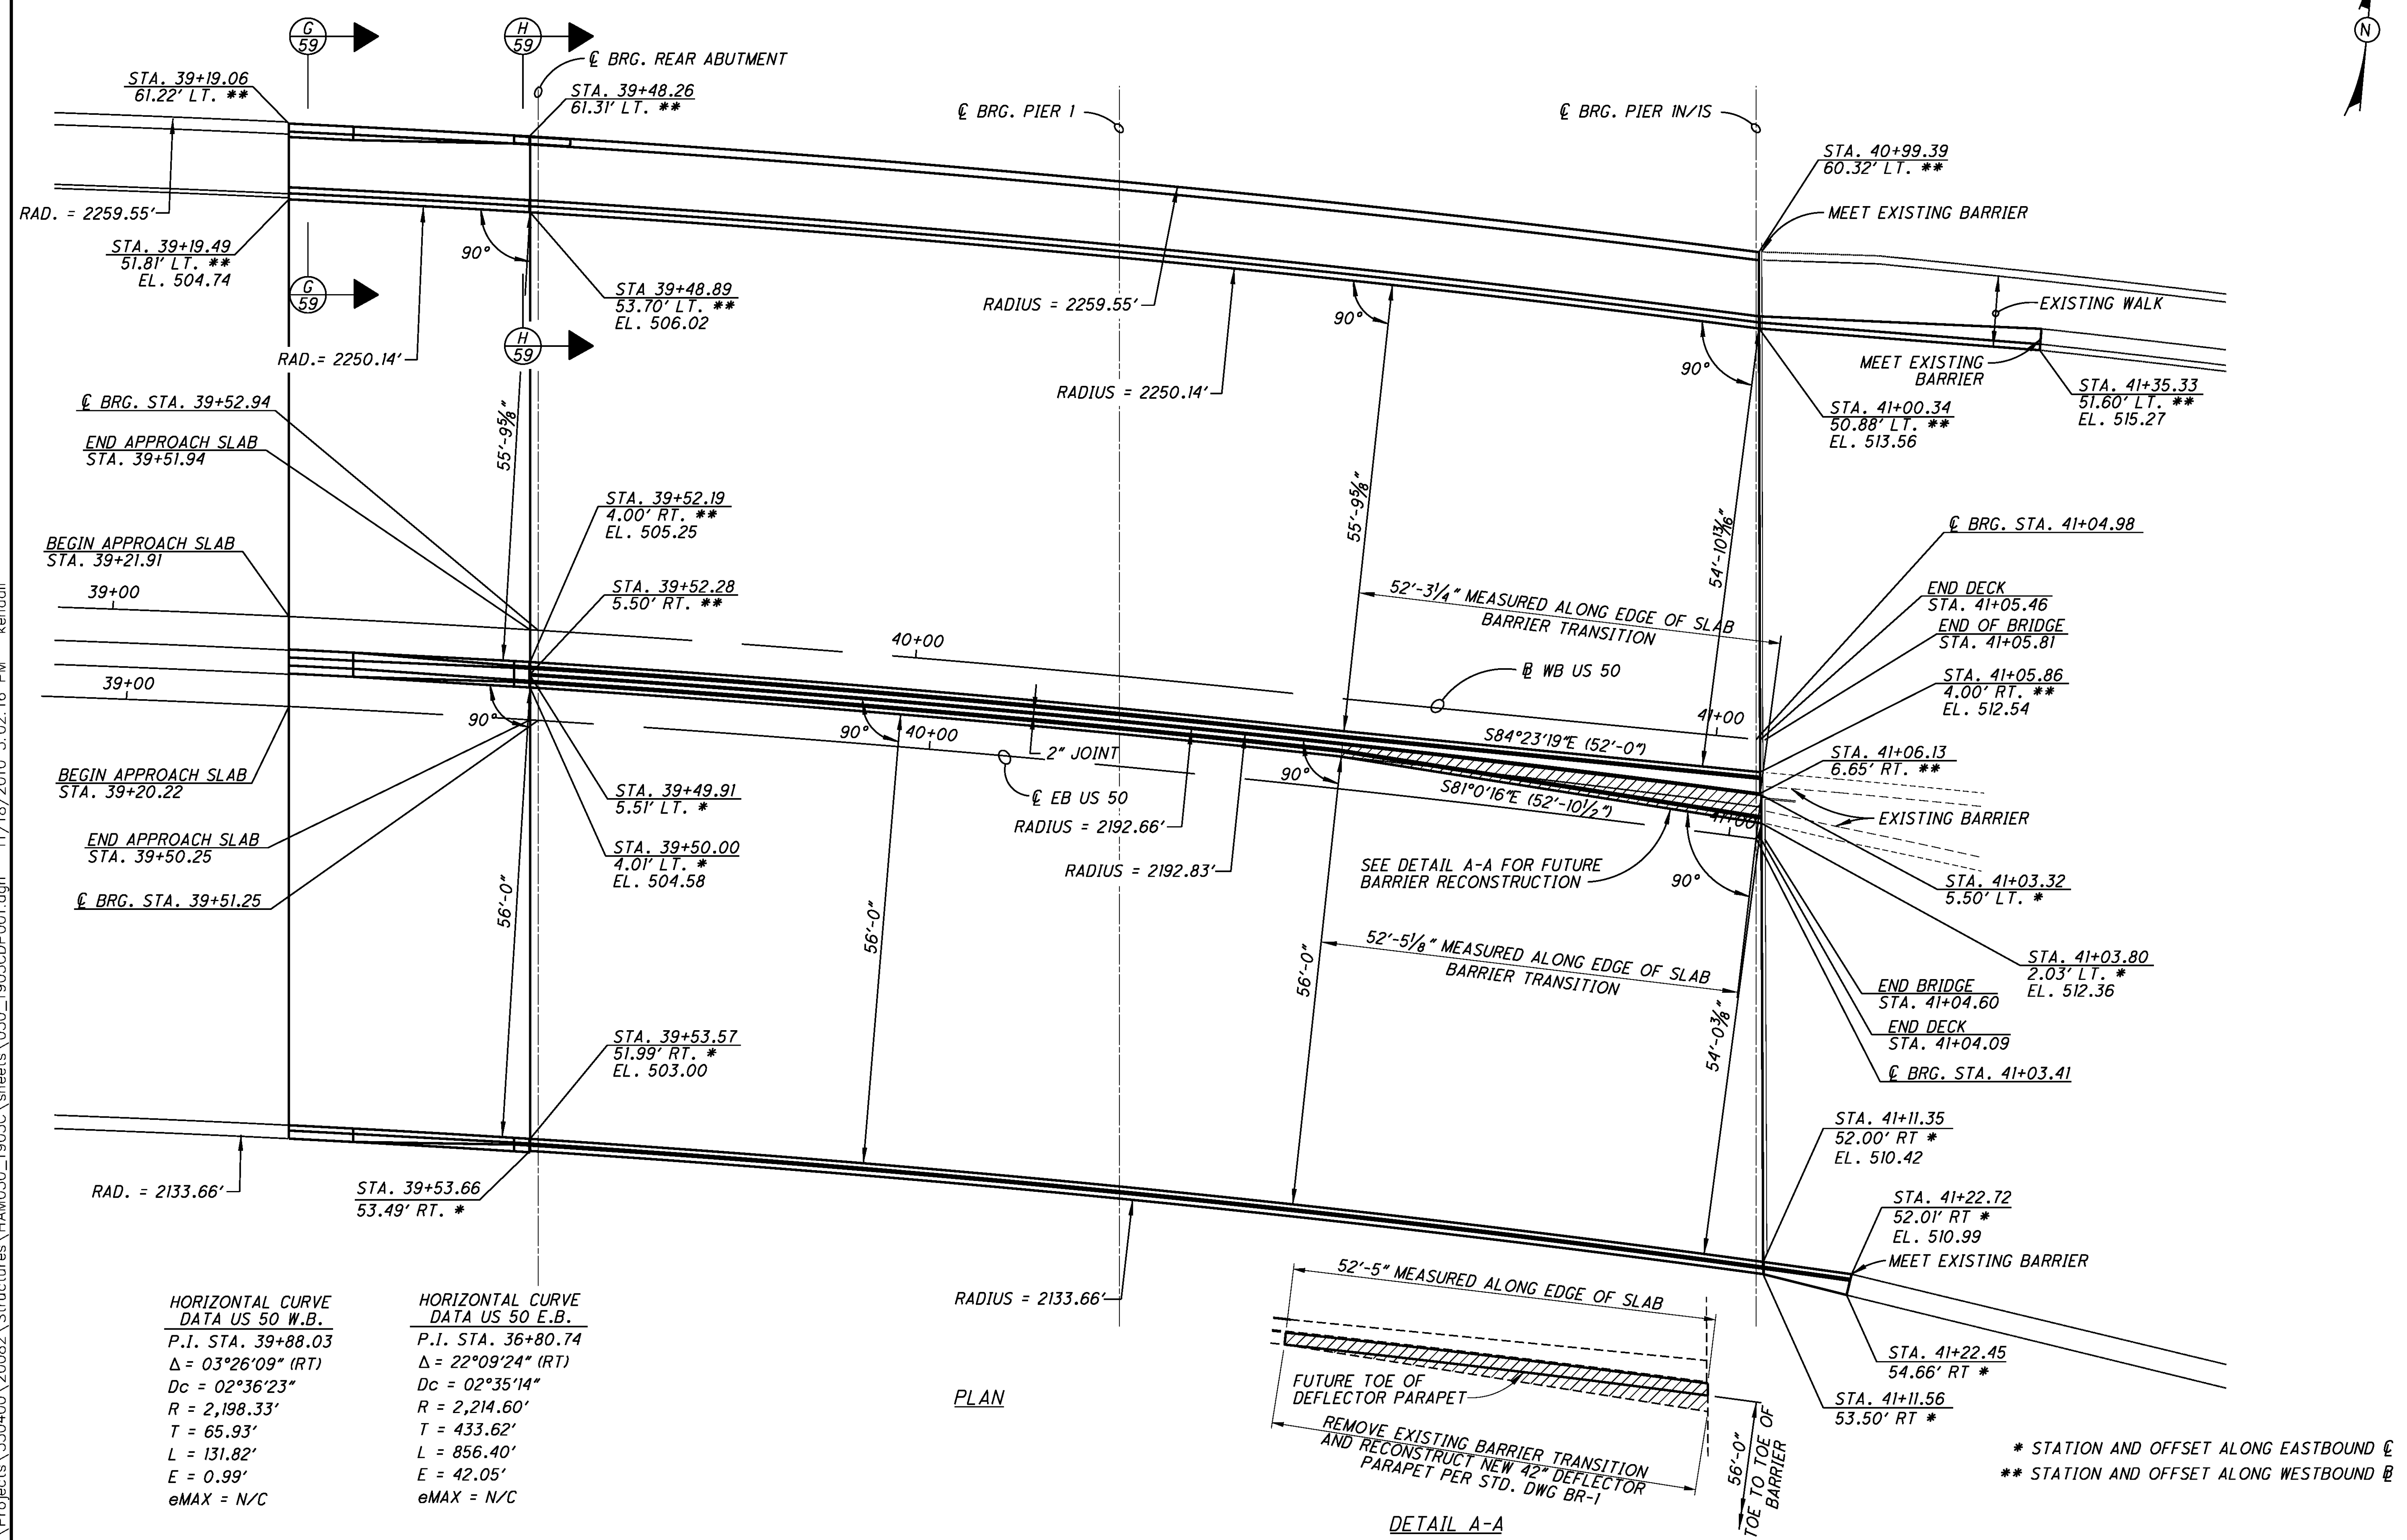 G
59
H
59
℄ BRG. REAR ABUTMENT
N
STA. 39+19.06
61.22' LT. **
STA. 39+48.26
61.31' LT. **
℄ BRG. PIER 1
℄ BRG. PIER 1N/1S
STA. 40+99.39
60.32' LT. **
MEET EXISTING BARRIER
RAD. = 2259.55'
STA. 39+19.49
51.81' LT. **
EL. 504.74
90°
G
59
STA 39+48.89
53.70' LT. **
EL. 506.02
H
59
RAD.= 2250.14'
RADIUS = 2259.55'
90°
RADIUS = 2250.14'
90°
EXISTING WALK
MEET EXISTING
BARRIER
STA. 41+35.33
51.60' LT. **
EL. 515.27
STA. 41+00.34
50.88' LT. **
EL. 513.56
℄ BRG. STA. 39+52.94
END APPROACH SLAB
STA. 39+51.94
55'-9⅝"
55'-9⅝"
54'-10 13/16"
STA. 39+52.19
4.00' RT. **
EL. 505.25
℄ BRG. STA. 41+04.98
BEGIN APPROACH SLAB
STA. 39+21.91
39+00
STA. 39+52.28
5.50' RT. **
52'-3¼" MEASURED ALONG EDGE OF SLAB
BARRIER TRANSITION
END DECK
STA. 41+05.46
END OF BRIDGE
STA. 41+05.81
40+00
B WB US 50
STA. 41+05.86
4.00' RT. **
EL. 512.54
39+00
90°
90°
40+00
2" JOINT
41+00
S84°23'19"E (52'-0")
STA. 41+06.13
6.65' RT. **
BEGIN APPROACH SLAB
STA. 39+20.22
STA. 39+49.91
5.51' LT. *
℄ EB US 50
90°
S81°0'16"E (52'-10½")
41+00
EXISTING BARRIER
RADIUS = 2192.66'
END APPROACH SLAB
STA. 39+50.25
STA. 39+50.00
4.01' LT. *
EL. 504.58
RADIUS = 2192.83'
SEE DETAIL A-A FOR FUTURE
BARRIER RECONSTRUCTION
90°
STA. 41+03.32
5.50' LT. *
℄ BRG. STA. 39+51.25
56'-0"
56'-0"
56'-0"
52'-5⅛" MEASURED ALONG EDGE OF SLAB
BARRIER TRANSITION
54'-0⅜"
STA. 41+03.80
2.03' LT. *
EL. 512.36
END BRIDGE
STA. 41+04.60
END DECK
STA. 41+04.09
℄ BRG. STA. 41+03.41
STA. 39+53.57
51.99' RT. *
EL. 503.00
STA. 41+11.35
52.00' RT *
EL. 510.42
RAD. = 2133.66'
STA. 39+53.66
53.49' RT. *
STA. 41+22.72
52.01' RT *
EL. 510.99
MEET EXISTING BARRIER
RADIUS = 2133.66'
STA. 41+22.45
54.66' RT *
STA. 41+11.56
53.50' RT *
HORIZONTAL CURVE
DATA US 50 W.B.
P.I. STA. 39+88.03
Δ = 03°26'09" (RT)
Dc = 02°36'23"
R = 2,198.33'
T = 65.93'
L = 131.82'
E = 0.99'
eMAX = N/C
HORIZONTAL CURVE
DATA US 50 E.B.
P.I. STA. 36+80.74
Δ = 22°09'24" (RT)
Dc = 02°35'14"
R = 2,214.60'
T = 433.62'
L = 856.40'
E = 42.05'
eMAX = N/C
PLAN
52'-5" MEASURED ALONG EDGE OF SLAB
FUTURE TOE OF
DEFLECTOR PARAPET
REMOVE EXISTING BARRIER TRANSITION
AND RECONSTRUCT NEW 42" DEFLECTOR
PARAPET PER STD. DWG BR-1
56'-0"
TOE TO TOE OF
BARRIER
DETAIL A-A
* STATION AND OFFSET ALONG EASTBOUND ℄
** STATION AND OFFSET ALONG WESTBOUND B